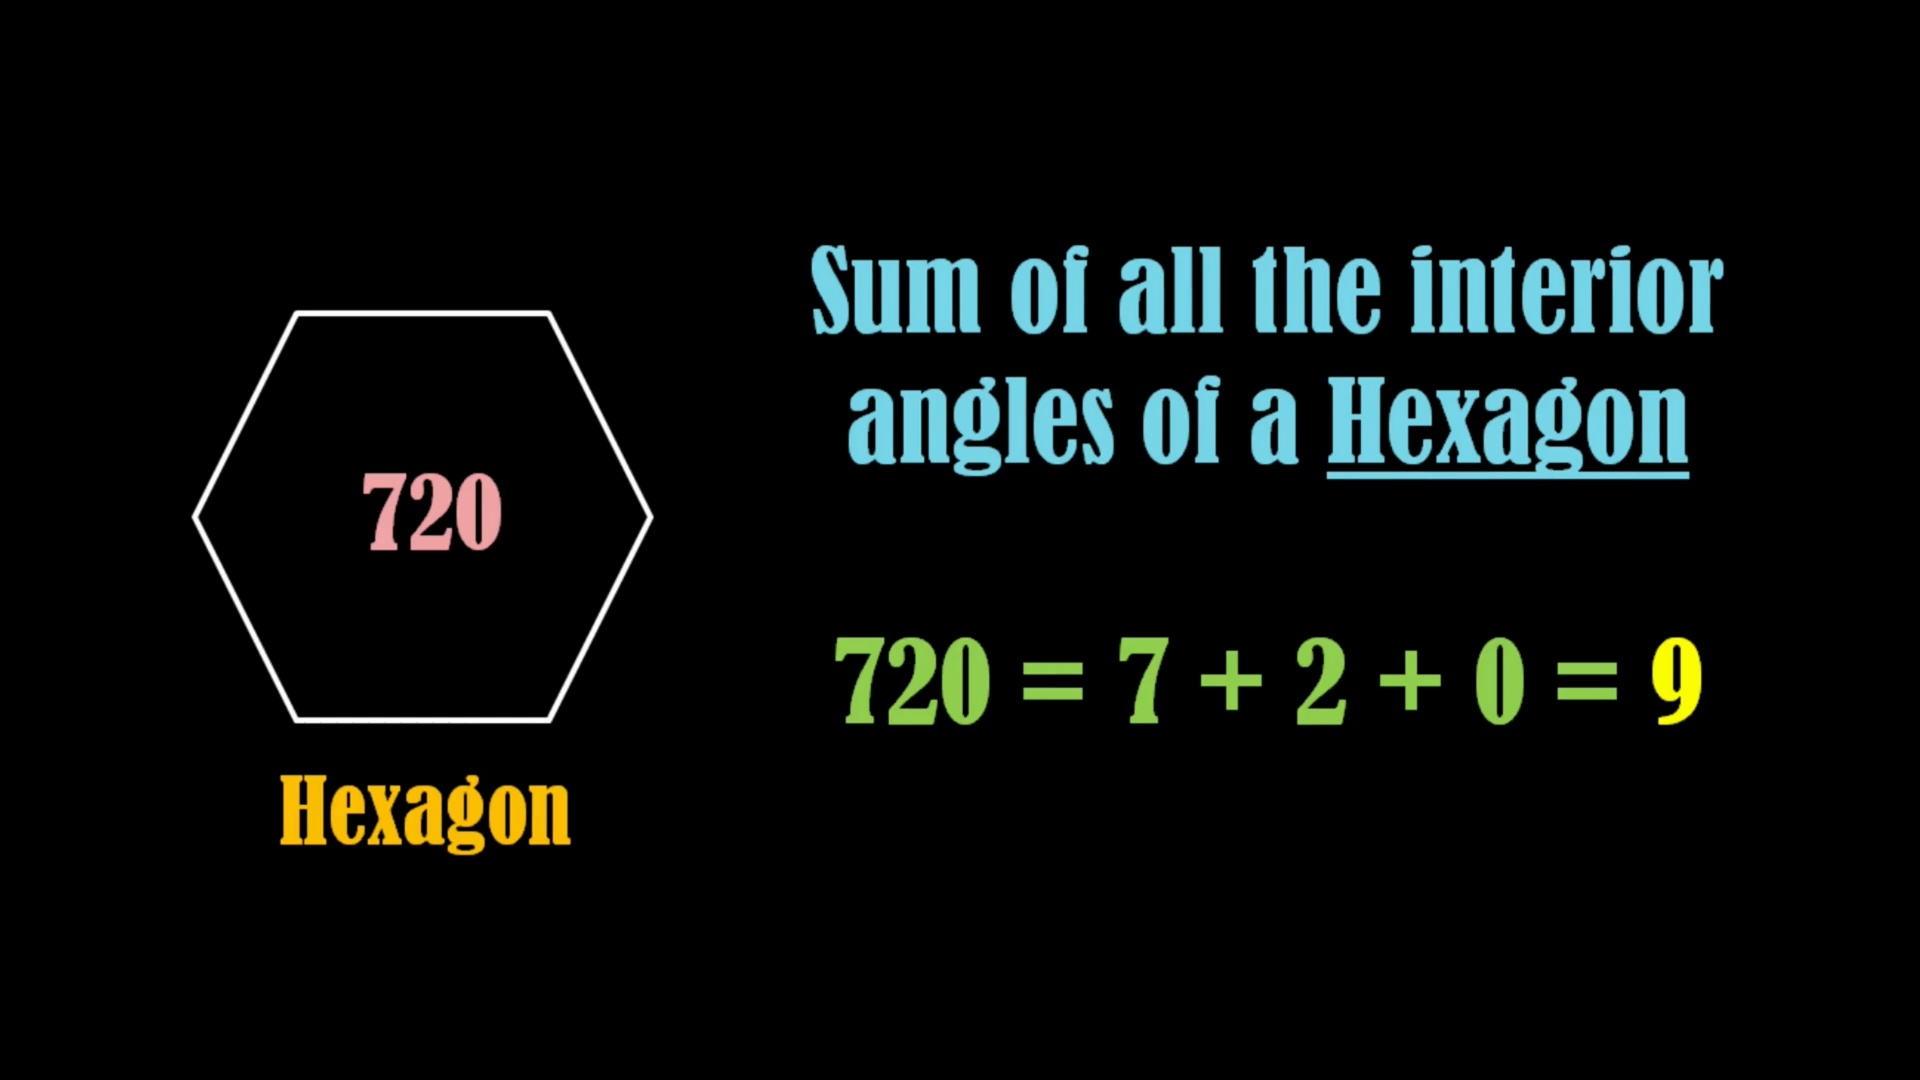 720
Hexagon
Sum of all the interior
angles of a Hexagon
720 = 7 + 2 + 0 = 9